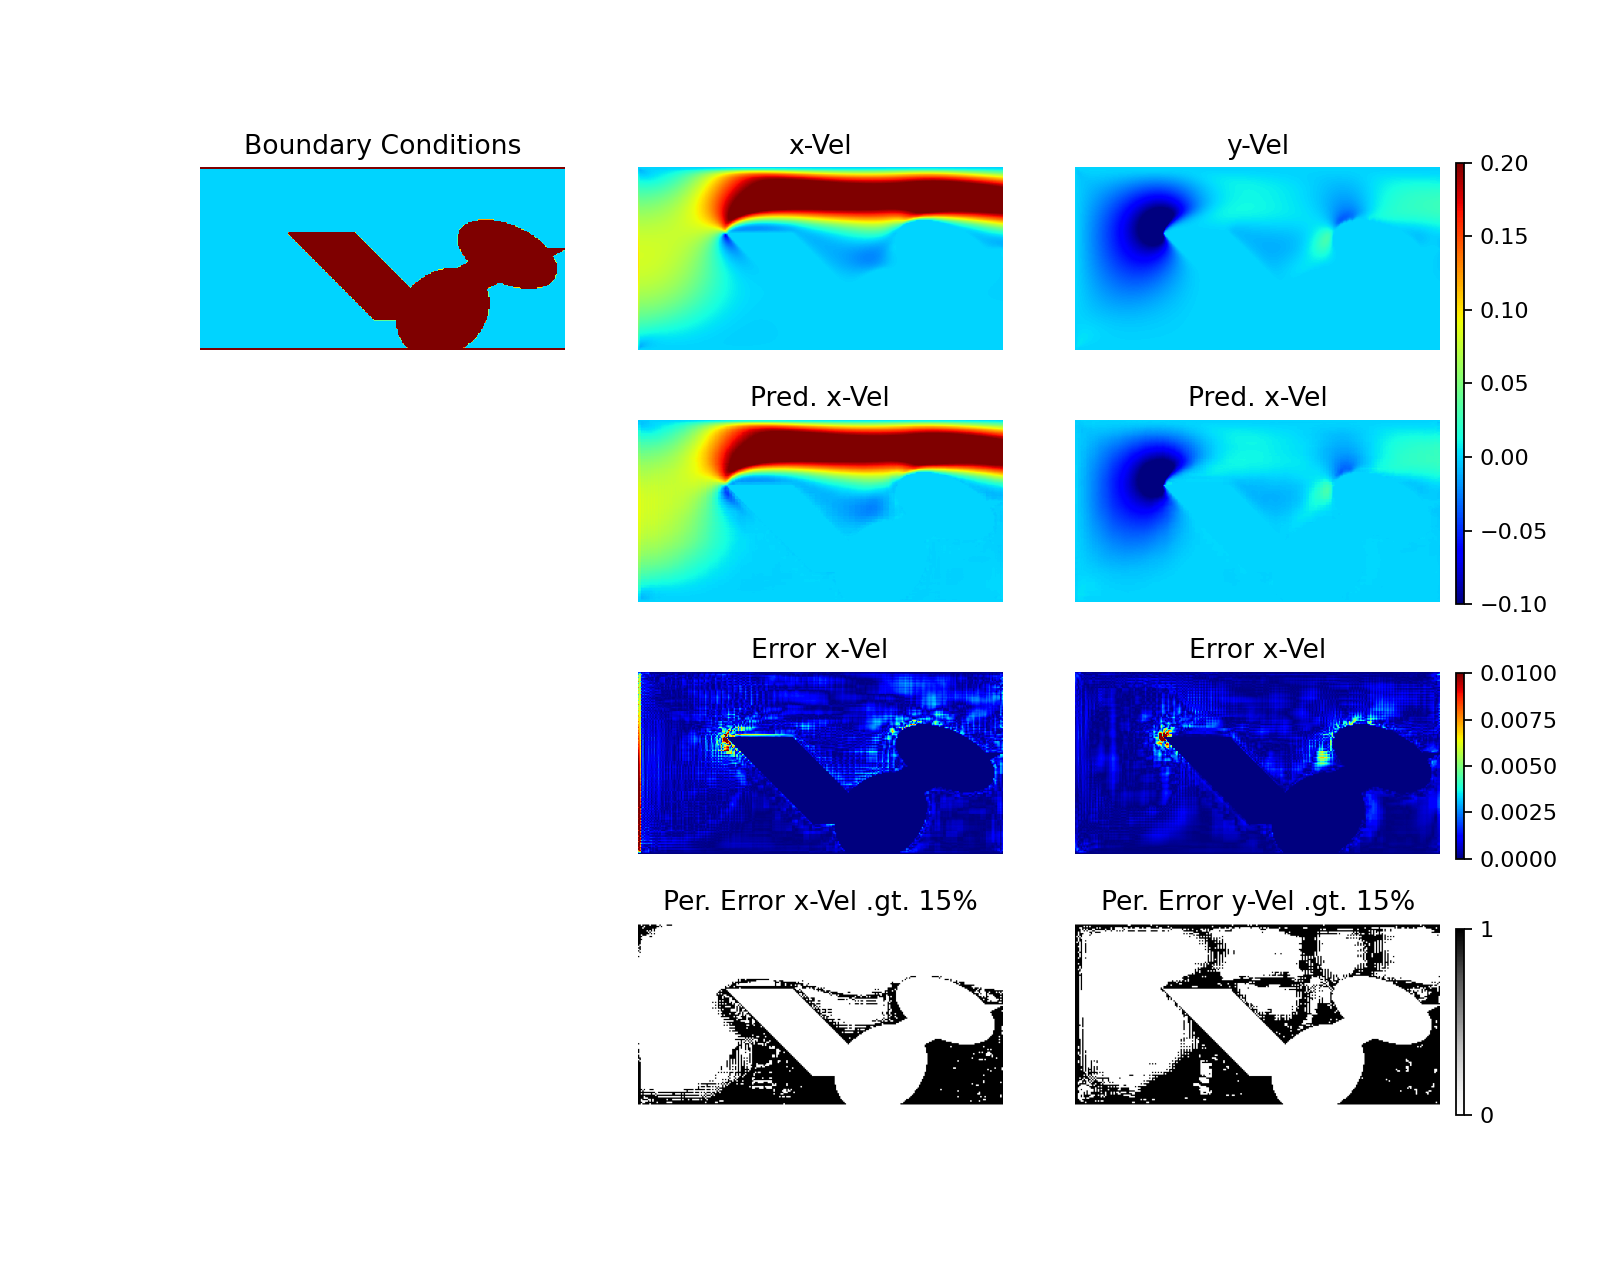 Boundary Conditions
x-Vel
y-Vel
0.20
0.15
0.10
0.05
0.00
−0.05
−0.10
Pred. x-Vel
Pred. x-Vel
Error x-Vel
Error x-Vel
0.0100
0.0075
0.0050
0.0025
0.0000
Per. Error x-Vel .gt. 15%
Per. Error y-Vel .gt. 15%
1
0